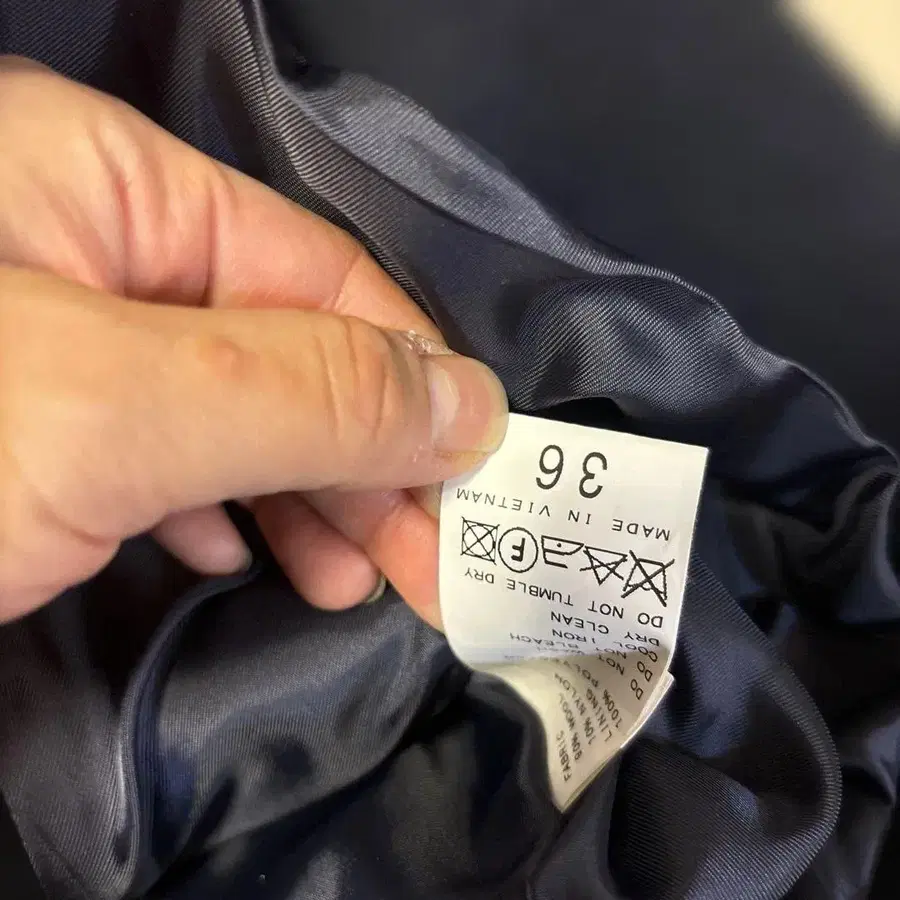 FABRIC
90% WOOL
10% NYLON
LINING
100% POLYESTER
DO NOT WASH
DO NOT BLEACH
COOL IRON
DRY CLEAN
DO NOT TUMBLE DRY
F
MADE IN VIETNAM
36